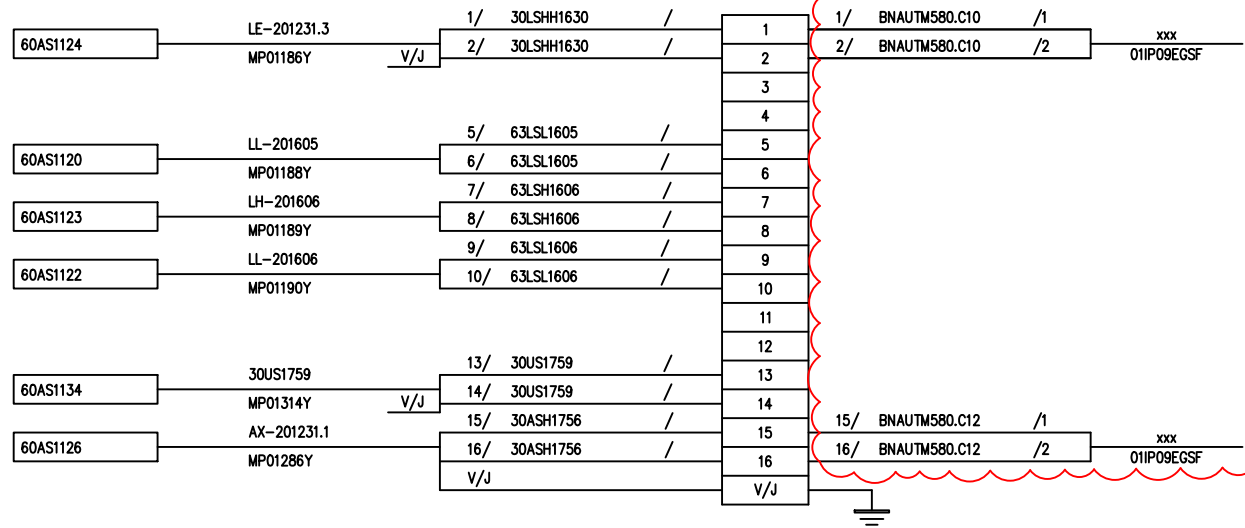 1/ 30LSHH1630 / 1 1/ BNAUTM580.C10 /1
LE-201231.3 xxx
60AS1124 2/ 30LSHH1630 / 2/ BNAUTM580.C10 /2
MP01186Y V/J 2 01IP09EGSF
3
4
5/ 63LSL1605 /
LL-201605 5
60AS1120 6/ 63LSL1605 /
MP01188Y 6
7/ 63LSH1606 /
LH-201606 7
60AS1123 8/ 63LSH1606 /
MP01189Y 8
9/ 63LSL1606 /
LL-201606 9
60AS1122 10/ 63LSL1606 /
MP01190Y 10
11
12
13/ 30US1759 /
30US1759 13
60AS1134 14/ 30US1759 /
MP01314Y V/J 14
15/ 30ASH1756 / 15/ BNAUTM580.C12 /1
AX-201231.1 15 xxx
60AS1126 16/ 30ASH1756 / 16/ BNAUTM580.C12 /2
MP01286Y 16 01IP09EGSF
V/J V/J